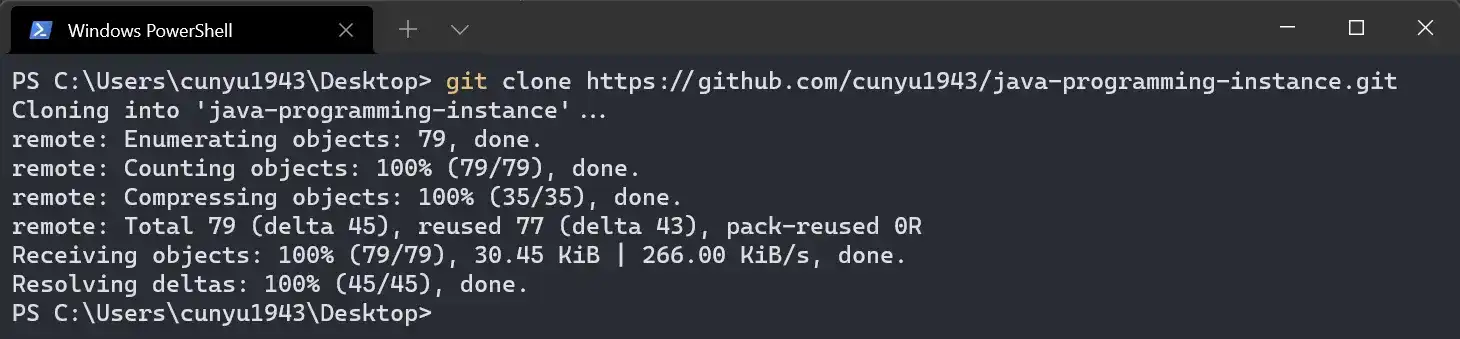 Windows PowerShell
PS C:\Users\cunyu1943\Desktop> git clone https://github.com/cunyu1943/java-programming-instance.git
Cloning into 'java-programming-instance'...
remote: Enumerating objects: 79, done.
remote: Counting objects: 100% (79/79), done.
remote: Compressing objects: 100% (35/35), done.
remote: Total 79 (delta 45), reused 77 (delta 43), pack-reused 0R
Receiving objects: 100% (79/79), 30.45 KiB | 266.00 KiB/s, done.
Resolving deltas: 100% (45/45), done.
PS C:\Users\cunyu1943\Desktop>